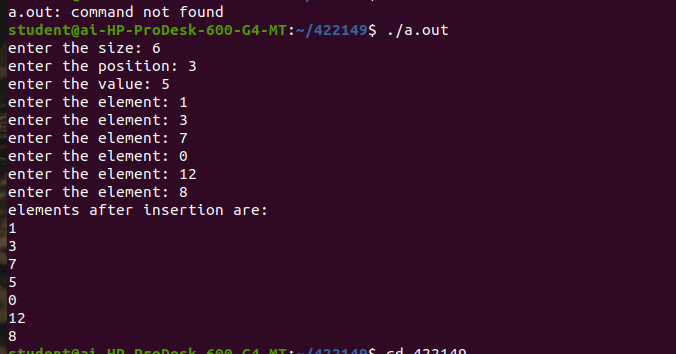 a.out: command not found
student@ai-HP-ProDesk-600-G4-MT:~/422149$ ./a.out
enter the size: 6
enter the position: 3
enter the value: 5
enter the element: 1
enter the element: 3
enter the element: 7
enter the element: 0
enter the element: 12
enter the element: 8
elements after insertion are:
1
3
7
5
0
12
8
student@ai-HP-ProDesk-600-G4-MT:~/422149$ cd 422149